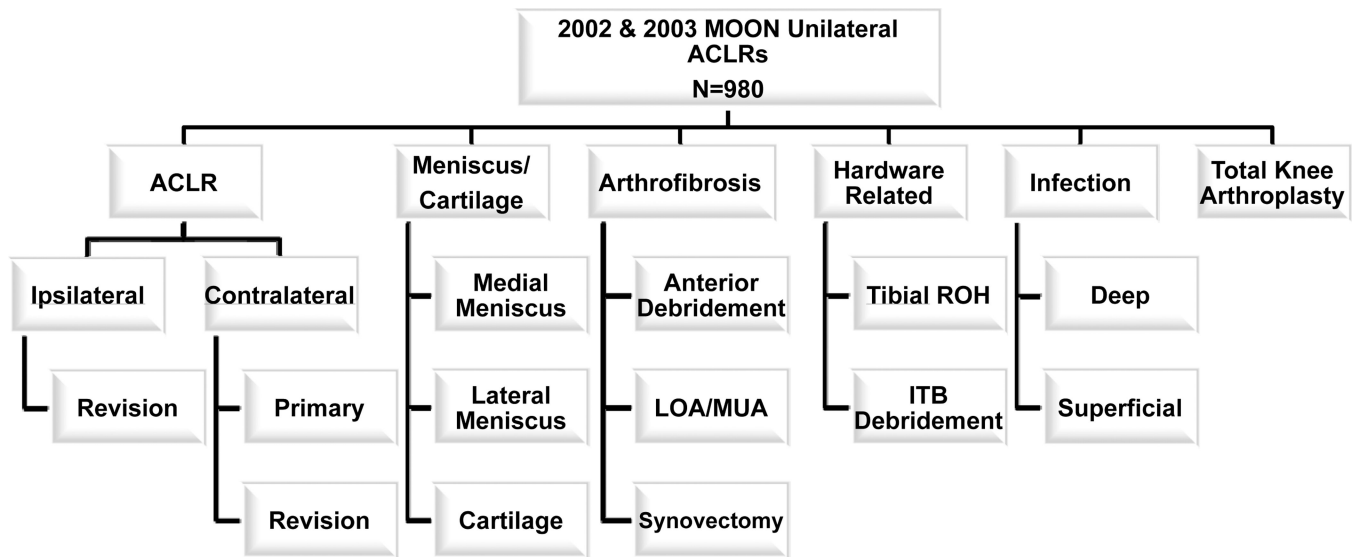 2002 & 2003 MOON Unilateral
ACLRs
N=980
ACLR
Meniscus/
Cartilage
Arthrofibrosis
Hardware
Related
Infection
Total Knee
Arthroplasty
Ipsilateral
Contralateral
Medial
Meniscus
Anterior
Debridement
Tibial ROH
Deep
Revision
Primary
Lateral
Meniscus
LOA/MUA
ITB
Debridement
Superficial
Revision
Cartilage
Synovectomy